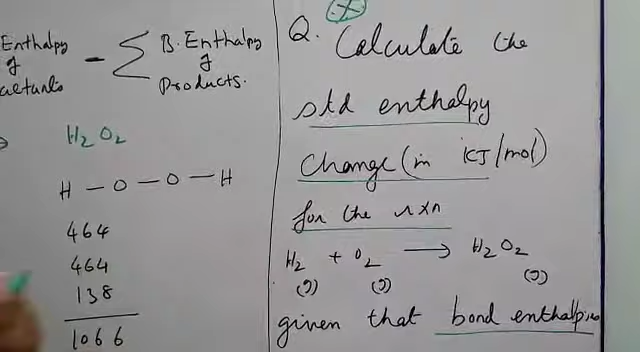 Enthalpy
of
- Σ B. Enthalpy
of
Products.
H2O2
H - O - O - H
464
464
138
1066
Q. Calculate the
std enthalpy
change (in KJ/mol)
for the rxn
H2 + O2 → H2O2
(g) (g) (g)
given that bond enthalpies